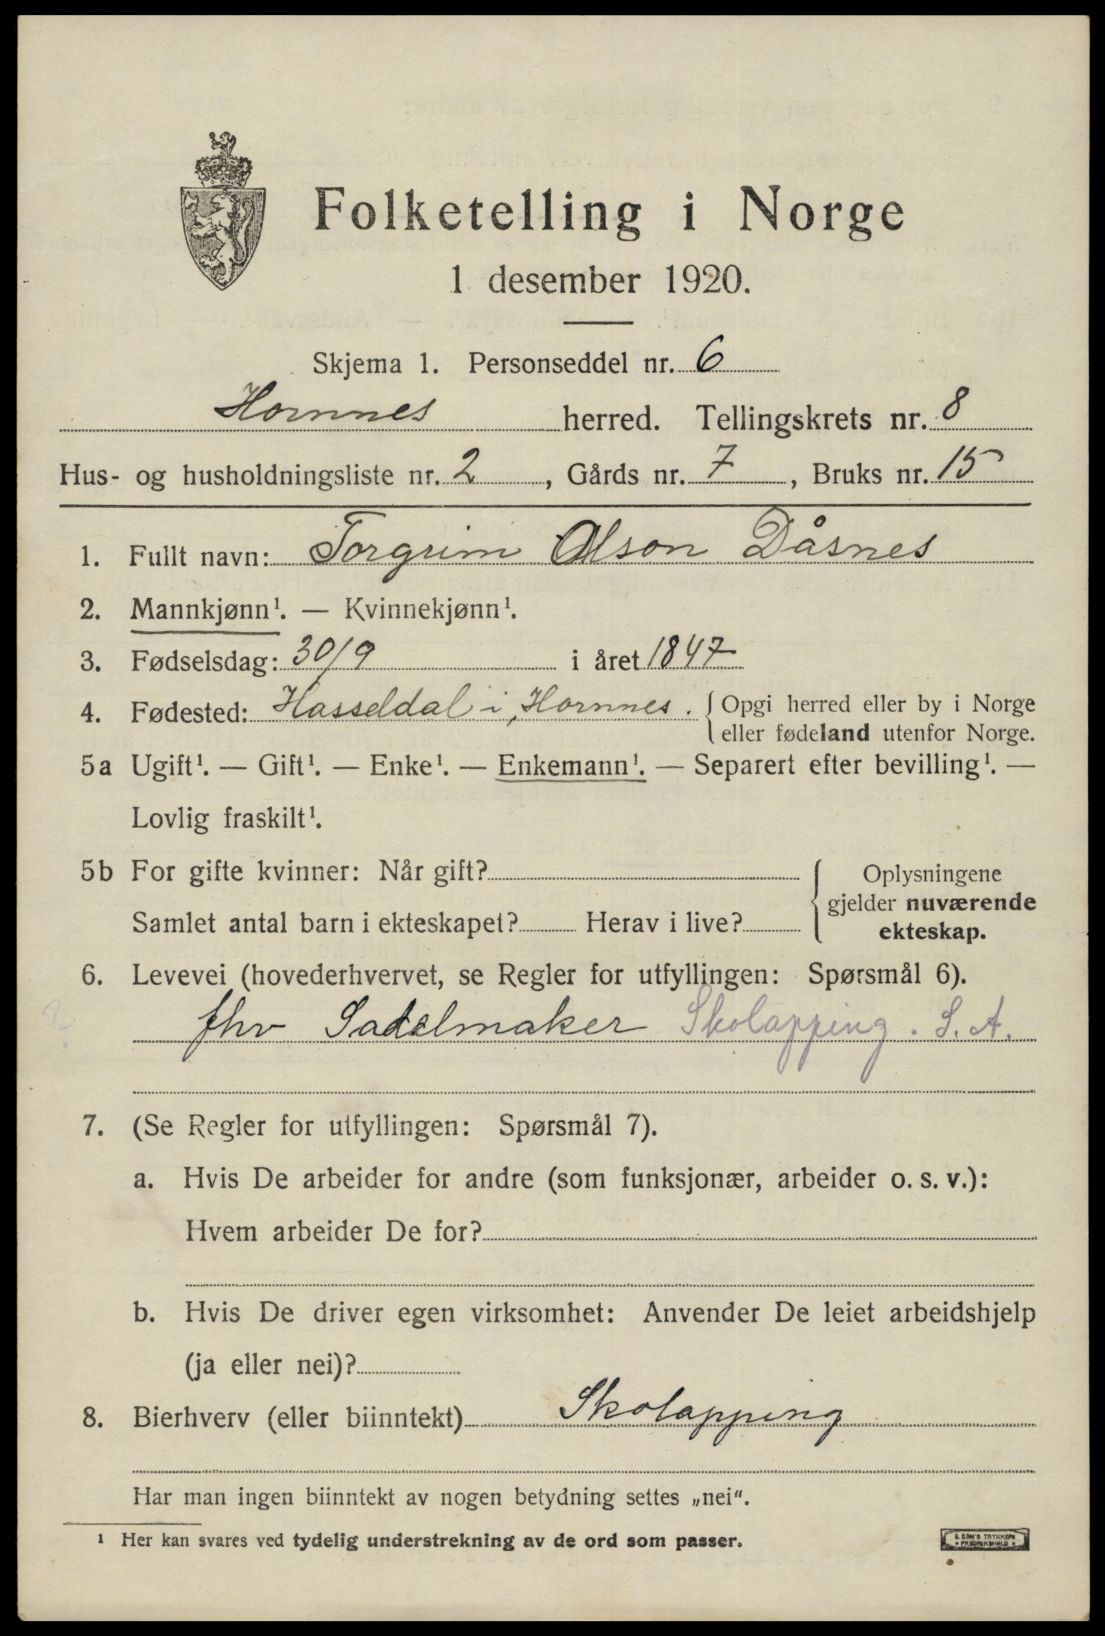 Folketelling i Norge
1 desember 1920.
Skjema 1. Personseddel nr. 6
Hornnes herred. Tellingskrets nr. 8
Hus- og husholdningsliste nr. 2, Gårds nr. 7, Bruks nr. 15
1. Fullt navn: Torgrim Olson Dåsnes
2. Mannkjønn¹. — Kvinnekjønn¹.
3. Fødselsdag: 30/9 i året 1847
4. Fødested: Hasseldal i Hornnes. { Opgi herred eller by i Norge
eller fødeland utenfor Norge.
5a Ugift¹. — Gift¹. — Enke¹. — Enkemann¹. — Separert efter bevilling¹. —
Lovlig fraskilt¹.
5b For gifte kvinner: Når gift?
Samlet antal barn i ekteskapet? Herav i live?
{ Oplysningene
gjelder nuværende
ekteskap.
6. Levevei (hovederhvervet, se Regler for utfyllingen: Spørsmål 6).
fhv Sadelmaker Skolapping. S. A.
7. (Se Regler for utfyllingen: Spørsmål 7).
a. Hvis De arbeider for andre (som funksjonær, arbeider o. s. v.):
Hvem arbeider De for?
b. Hvis De driver egen virksomhet: Anvender De leiet arbeidshjelp
(ja eller nei)?
8. Bierhverv (eller biinntekt) Skolapping
Har man ingen biinntekt av nogen betydning settes „nei“.
¹ Her kan svares ved tydelig understrekning av de ord som passer.